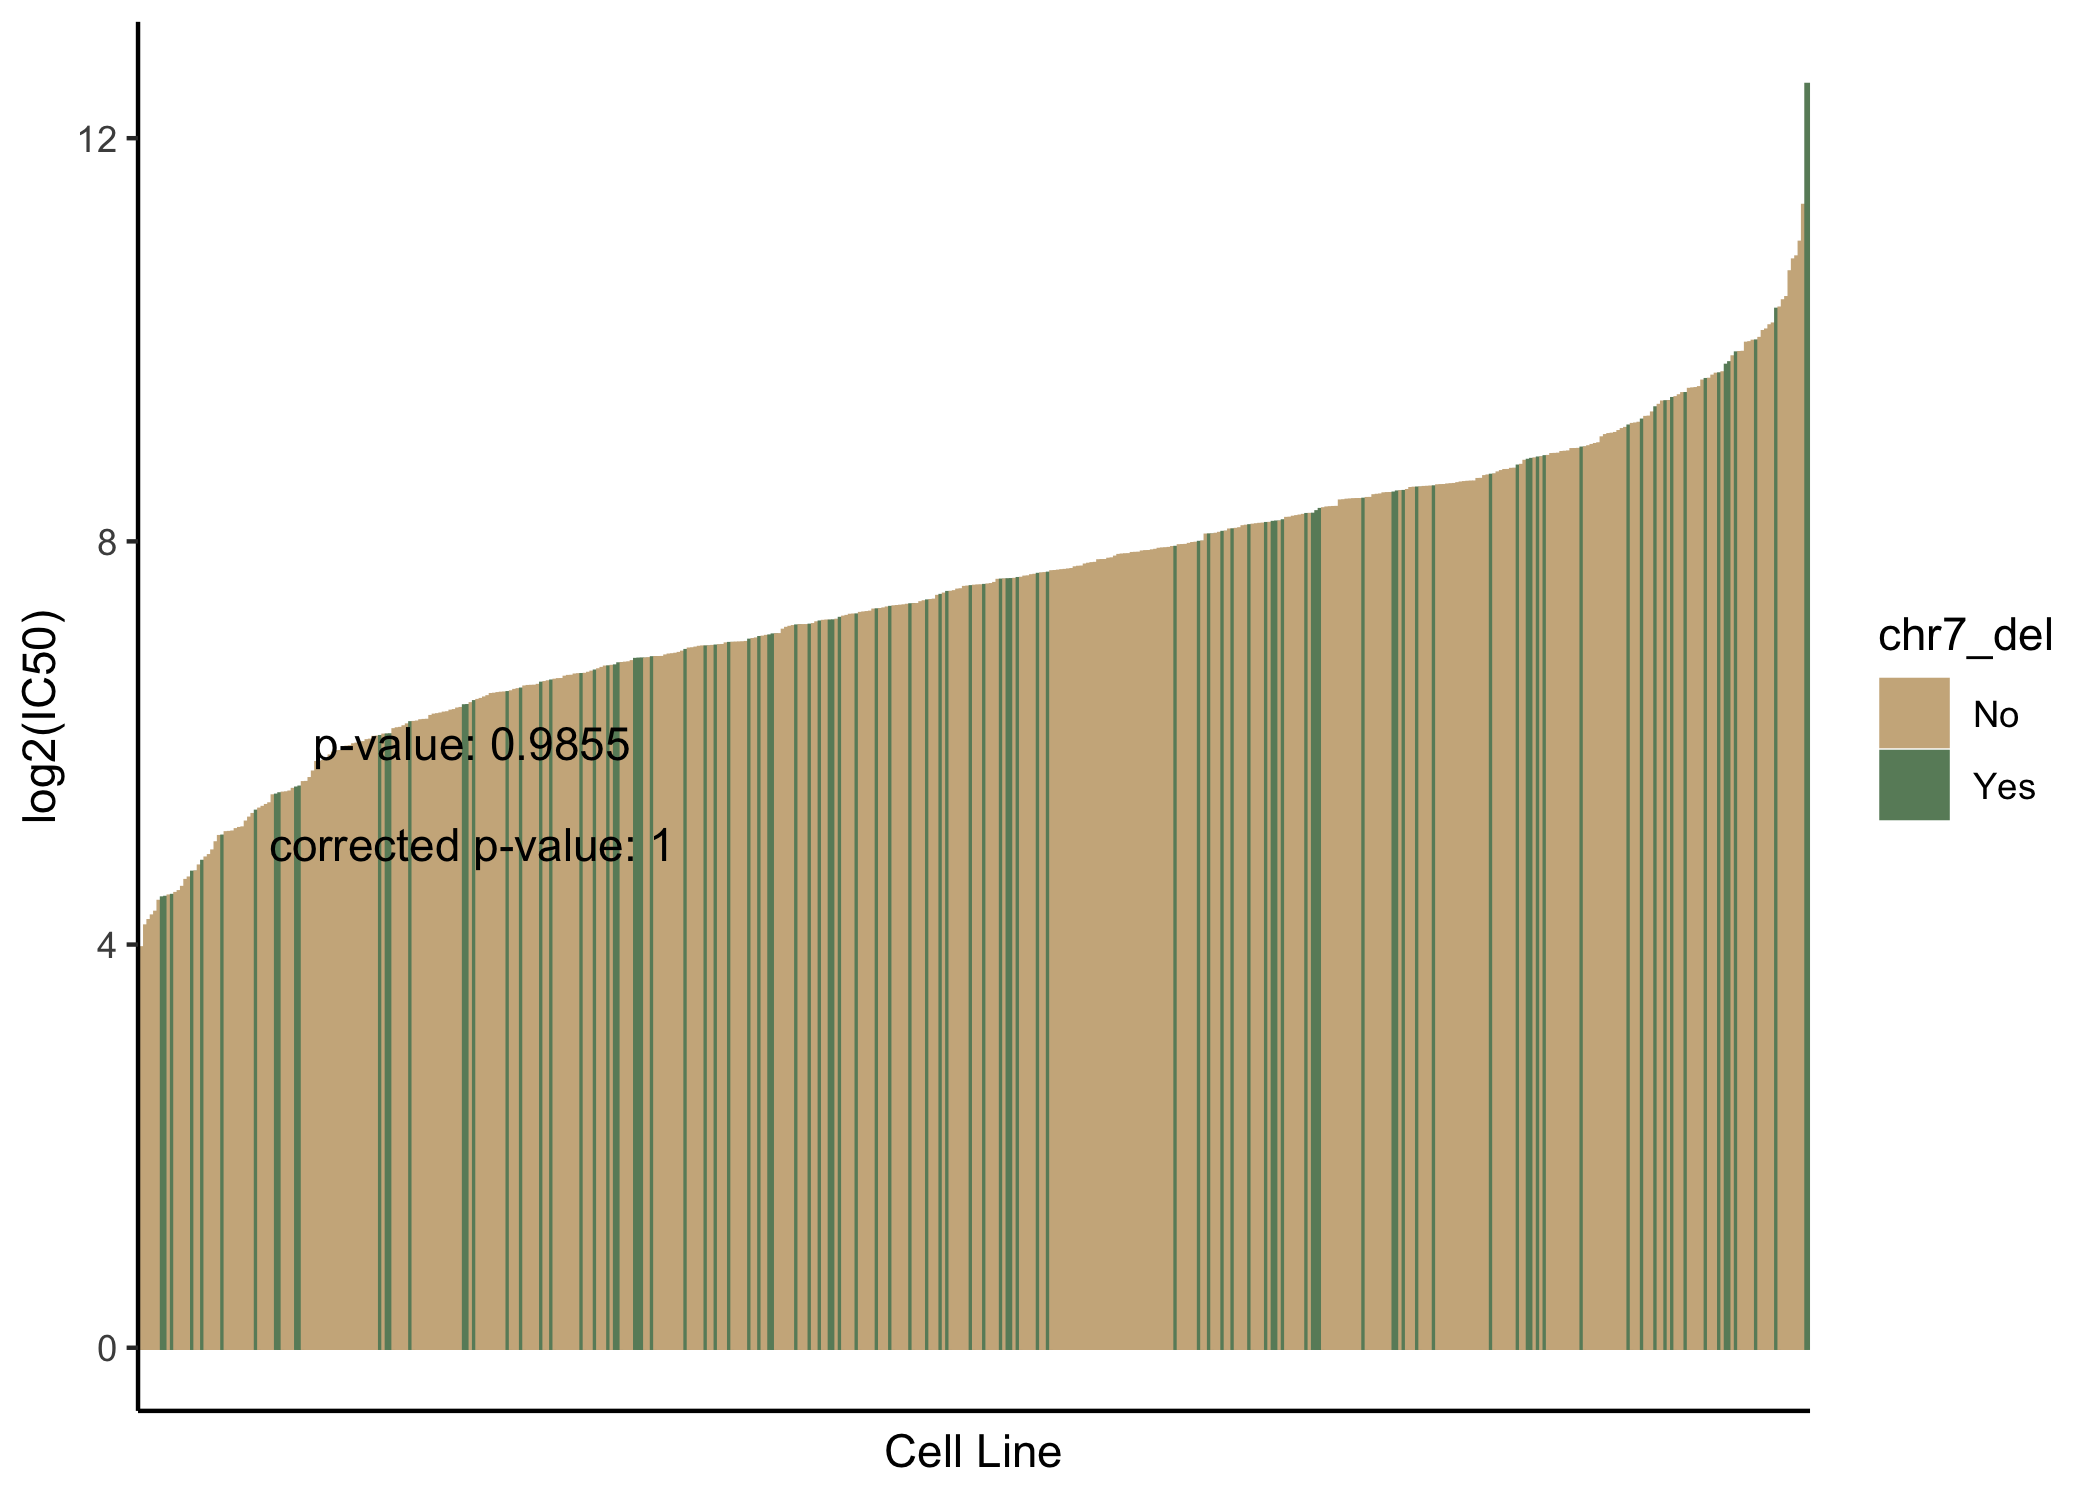 12
8
4
0
log2(IC50)
p-value: 0.9855
corrected p-value: 1
Cell Line
chr7_del
No
Yes